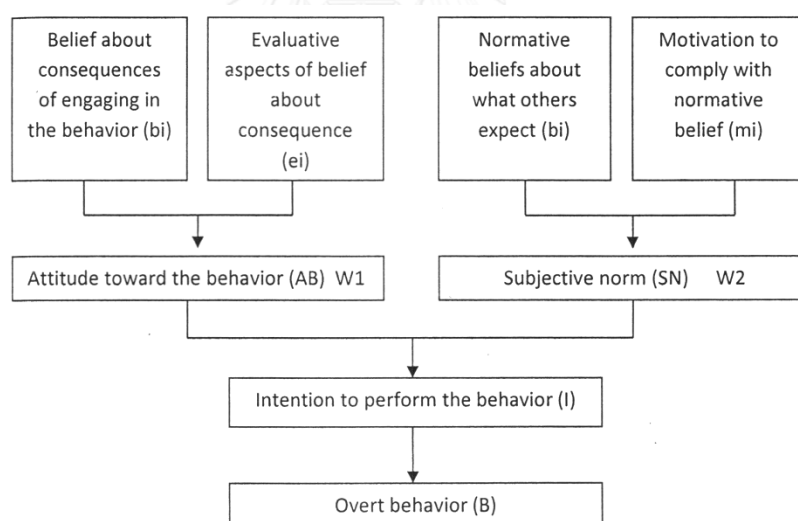 Belief about
consequences
of engaging in
the behavior (bi)
Evaluative
aspects of belief
about
consequence
(ei)
Normative
beliefs about
what others
expect (bi)
Motivation to
comply with
normative
belief (mi)
Attitude toward the behavior (AB) W1
Subjective norm (SN) W2
Intention to perform the behavior (I)
Overt behavior (B)